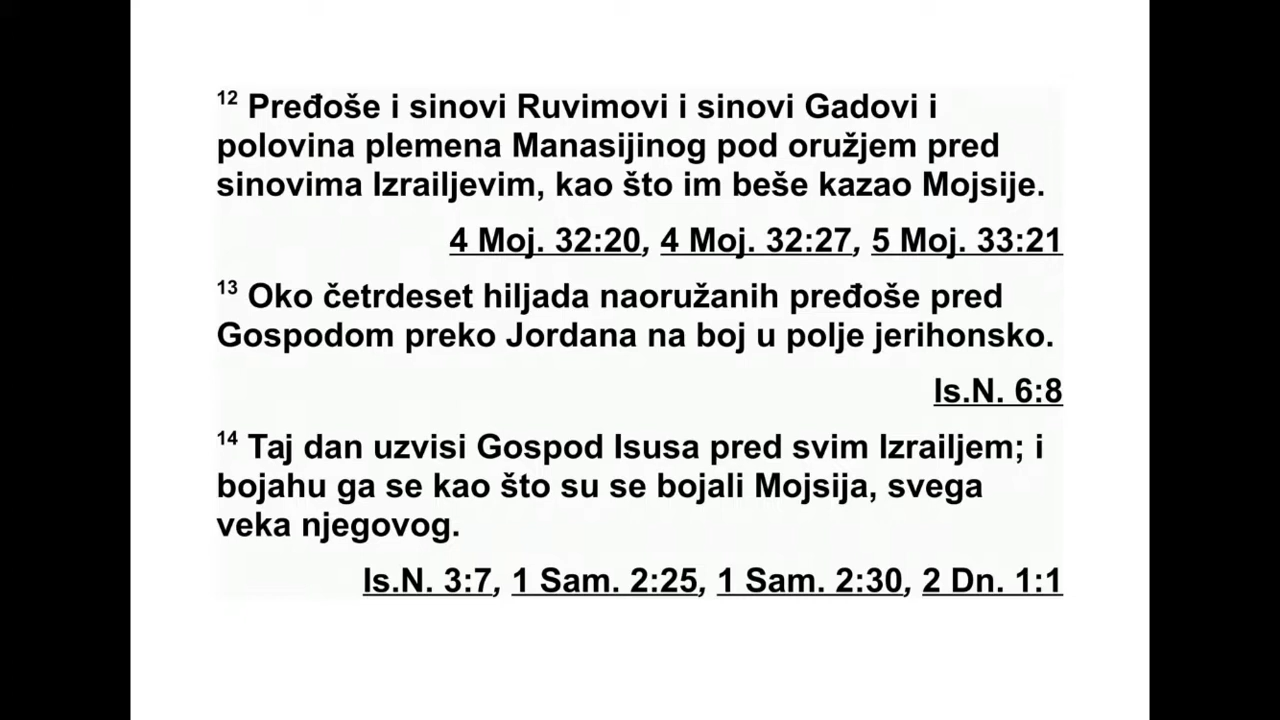 12 Pređoše i sinovi Ruvimovi i sinovi Gadovi i
polovina plemena Manasijinog pod oružjem pred
sinovima Izrailjevim, kao što im beše kazao Mojsije.
4 Moj. 32:20, 4 Moj. 32:27, 5 Moj. 33:21
13 Oko četrdeset hiljada naoružanih pređoše pred
Gospodom preko Jordana na boj u polje jerihonsko.
Is.N. 6:8
14 Taj dan uzvisi Gospod Isusa pred svim Izrailjem; i
bojahu ga se kao što su se bojali Mojsija, svega
veka njegovog.
Is.N. 3:7, 1 Sam. 2:25, 1 Sam. 2:30, 2 Dn. 1:1